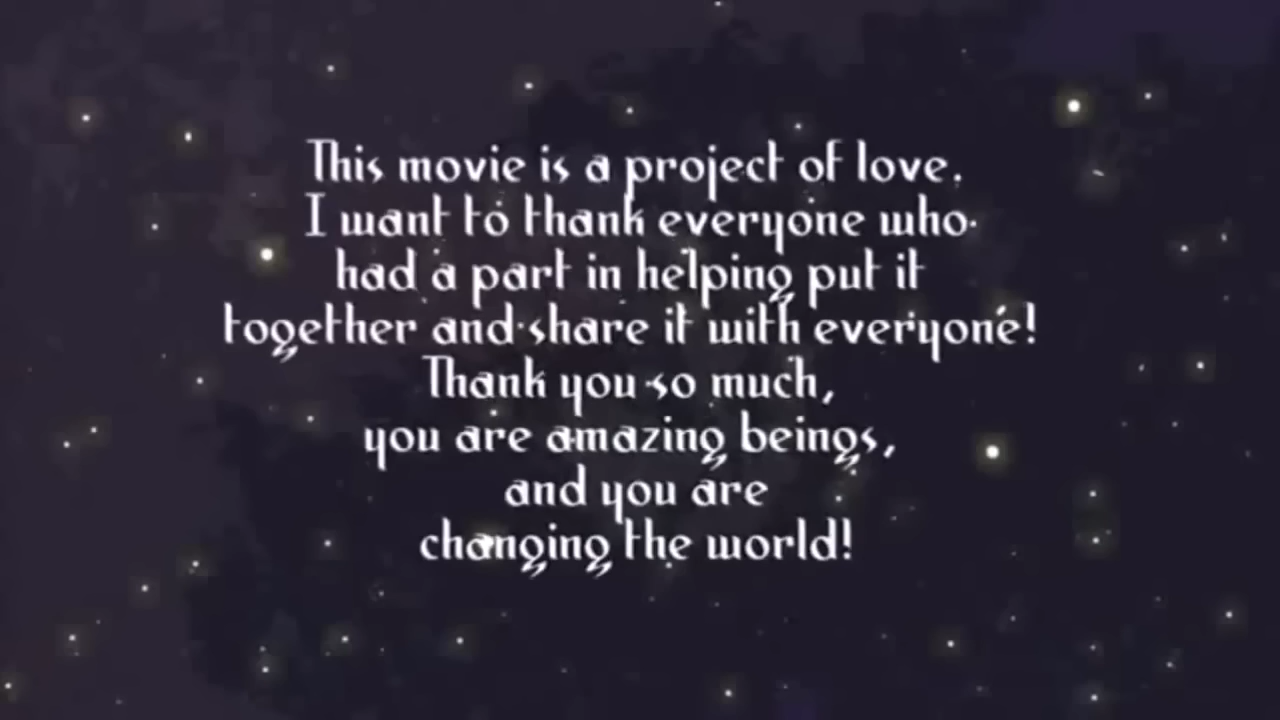 This movie is a project of love.
I want to thank everyone who
had a part in helping put it
together and share it with everyone!
Thank you so much,
you are amazing beings,
and you are
changing the world!